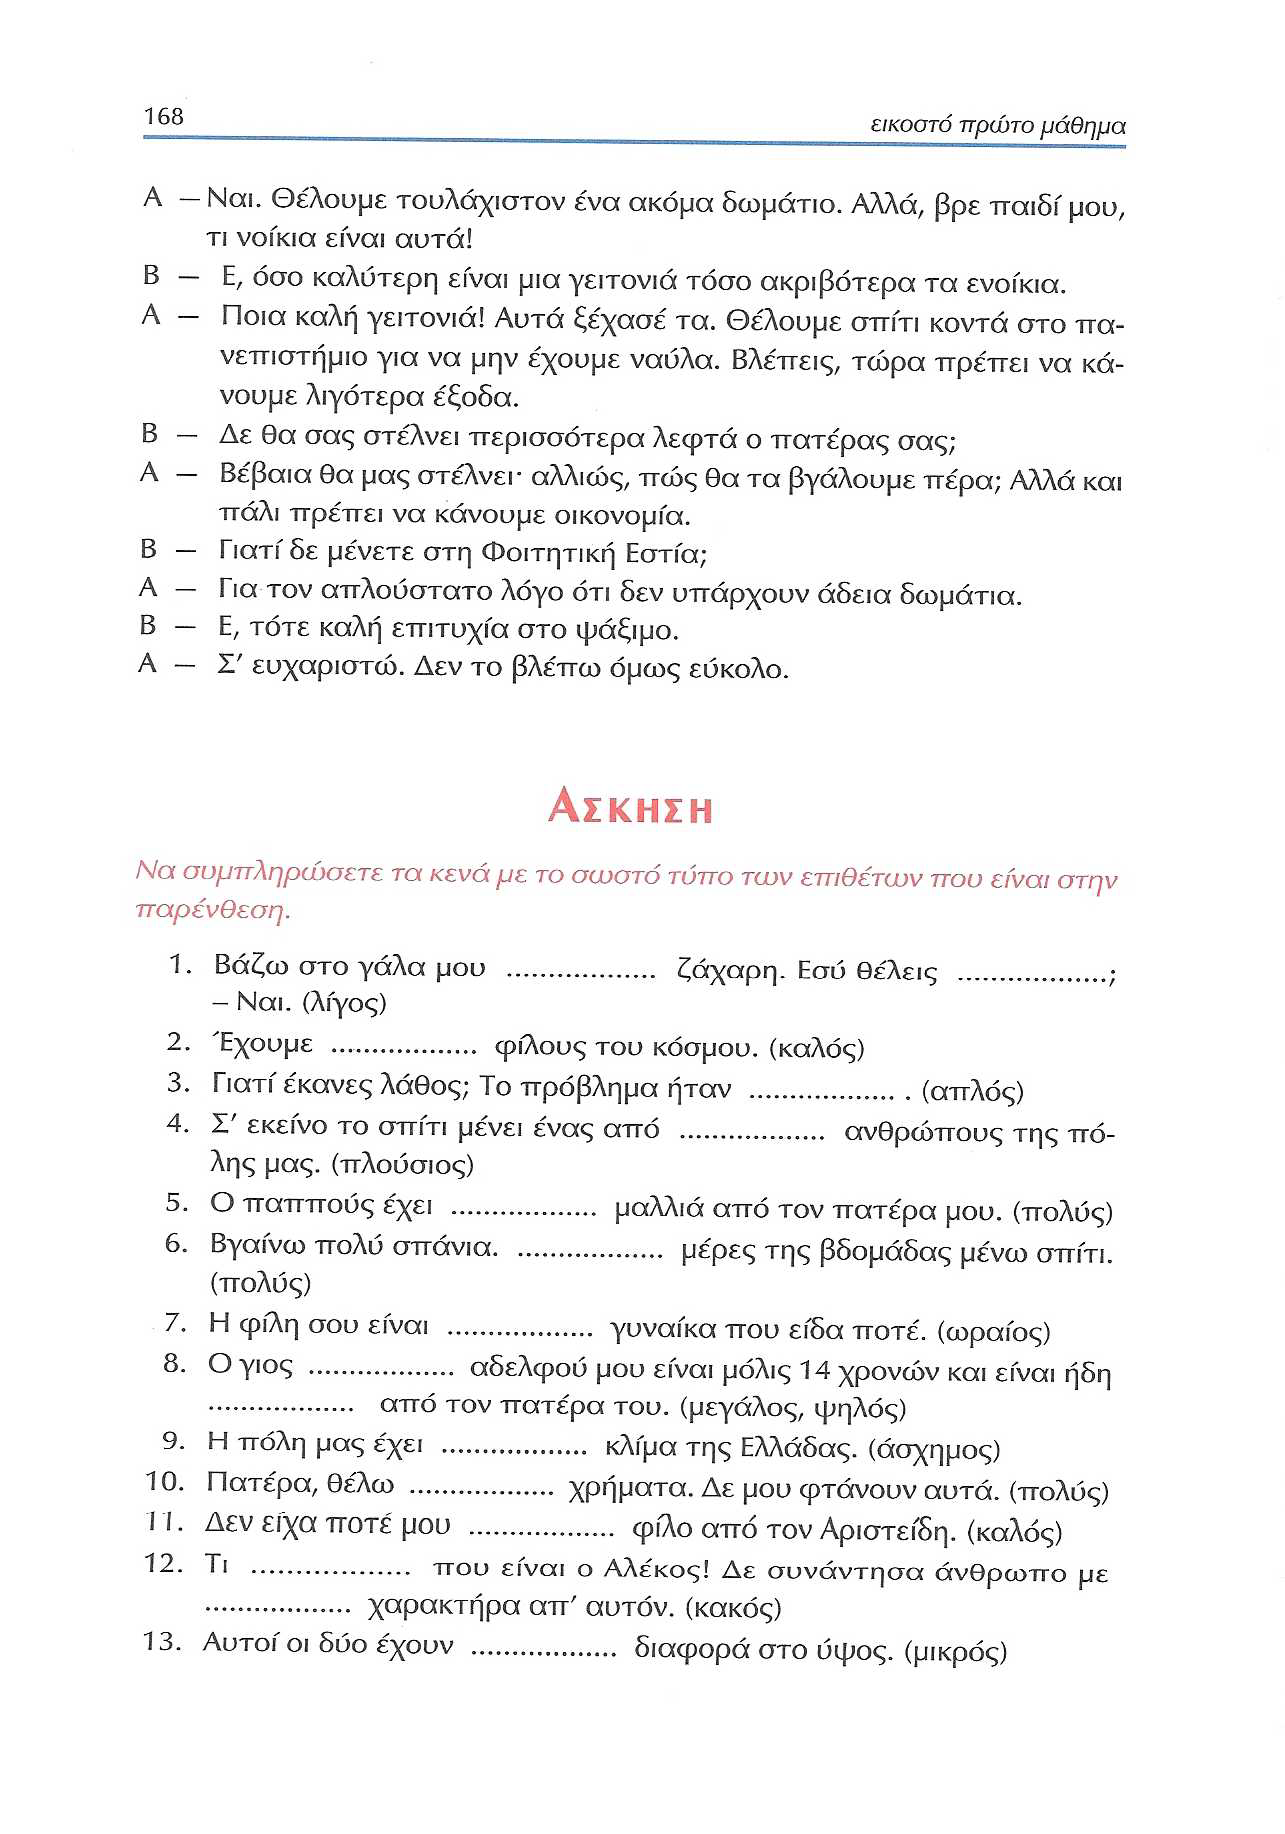 168
εικοστό πρώτο μάθημα
Α – Ναι. Θέλουμε τουλάχιστον ένα ακόμα δωμάτιο. Αλλά, βρε παιδί μου,
τι νοίκια είναι αυτά!
Β – Ε, όσο καλύτερη είναι μια γειτονιά τόσο ακριβότερα τα ενοίκια.
Α – Ποια καλή γειτονιά! Αυτά ξέχασέ τα. Θέλουμε σπίτι κοντά στο πα-
νεπιστήμιο για να μην έχουμε ναύλα. Βλέπεις, τώρα πρέπει να κά-
νουμε λιγότερα έξοδα.
Β – Δε θα σας στέλνει περισσότερα λεφτά ο πατέρας σας;
Α – Βέβαια θα μας στέλνει· αλλιώς, πώς θα τα βγάλουμε πέρα; Αλλά και
πάλι πρέπει να κάνουμε οικονομία.
Β – Γιατί δε μένετε στη Φοιτητική Εστία;
Α – Για τον απλούστατο λόγο ότι δεν υπάρχουν άδεια δωμάτια.
Β – Ε, τότε καλή επιτυχία στο ψάξιμο.
Α – Σ' ευχαριστώ. Δεν το βλέπω όμως εύκολο.
ΑΣΚΗΣΗ
Να συμπληρώσετε τα κενά με το σωστό τύπο των επιθέτων που είναι στην
παρένθεση.
1. Βάζω στο γάλα μου .................. ζάχαρη. Εσύ θέλεις ..................;
– Ναι. (λίγος)
2. Έχουμε .................. φίλους του κόσμου. (καλός)
3. Γιατί έκανες λάθος; Το πρόβλημα ήταν .................. . (απλός)
4. Σ' εκείνο το σπίτι μένει ένας από .................. ανθρώπους της πό-
λης μας. (πλούσιος)
5. Ο παππούς έχει .................. μαλλιά από τον πατέρα μου. (πολύς)
6. Βγαίνω πολύ σπάνια. .................. μέρες της βδομάδας μένω σπίτι.
(πολύς)
7. Η φίλη σου είναι .................. γυναίκα που είδα ποτέ. (ωραίος)
8. Ο γιος .................. αδελφού μου είναι μόλις 14 χρονών και είναι ήδη
.................. από τον πατέρα του. (μεγάλος, ψηλός)
9. Η πόλη μας έχει .................. κλίμα της Ελλάδας. (άσχημος)
10. Πατέρα, θέλω .................. χρήματα. Δε μου φτάνουν αυτά. (πολύς)
11. Δεν είχα ποτέ μου .................. φίλο από τον Αριστείδη. (καλός)
12. Τι .................. που είναι ο Αλέκος! Δε συνάντησα άνθρωπο με
.................. χαρακτήρα απ' αυτόν. (κακός)
13. Αυτοί οι δύο έχουν .................. διαφορά στο ύψος. (μικρός)